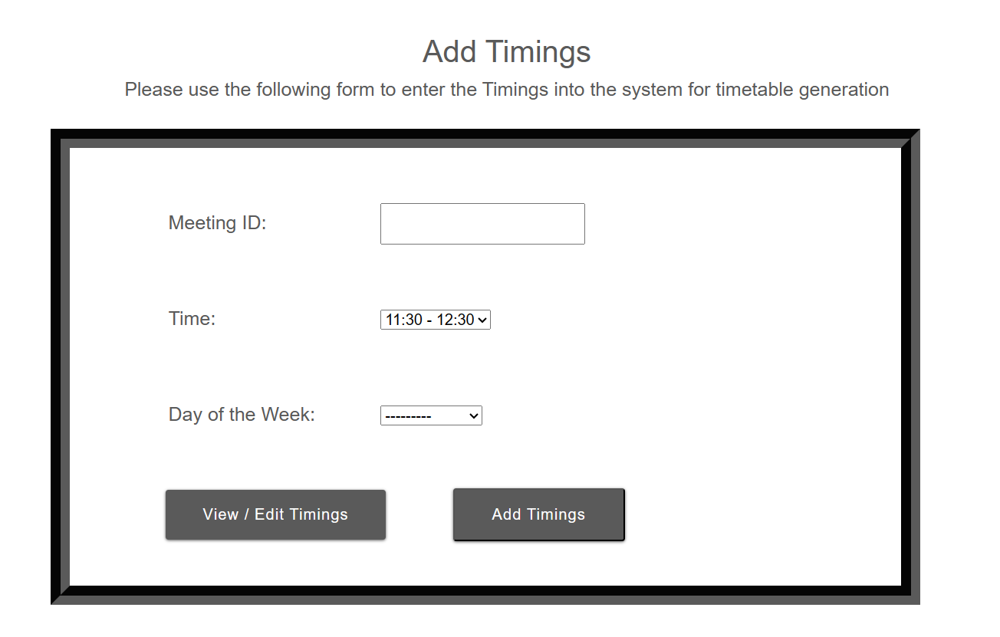 Add Timings
Please use the following form to enter the Timings into the system for timetable generation
Meeting ID:
Time: 11:30 - 12:30
Day of the Week: ---------
View / Edit Timings Add Timings